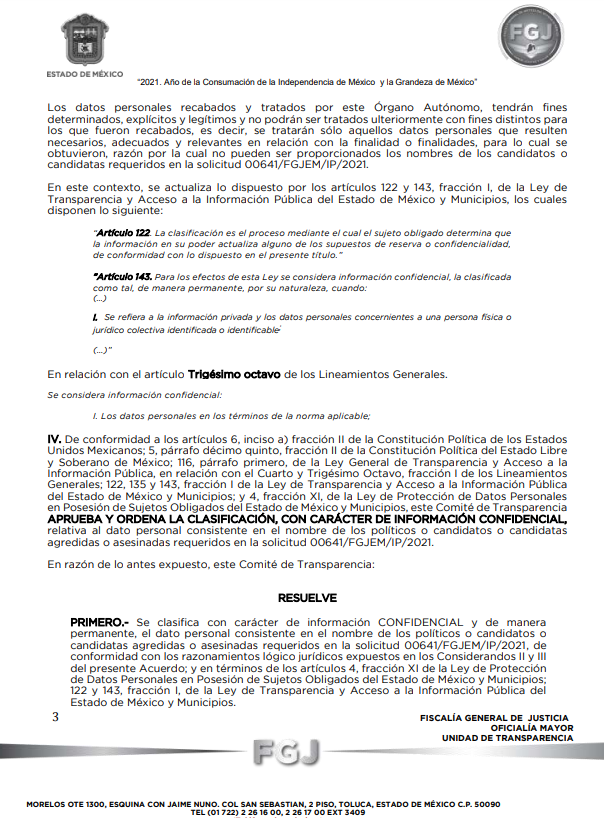 FGJ
ESTADO DE MÉXICO
"2021. Año de la Consumación de la Independencia de México y la Grandeza de México"
Los datos personales recabados y tratados por este Órgano Autónomo, tendrán fines
determinados, explícitos y legítimos y no podrán ser tratados ulteriormente con fines distintos para
los que fueron recabados, es decir, se tratarán sólo aquellos datos personales que resulten
necesarios, adecuados y relevantes en relación con la finalidad o finalidades, para lo cual se
obtuvieron, razón por la cual no pueden ser proporcionados los nombres de los candidatos o
candidatas requeridos en la solicitud 00641/FGJEM/IP/2021.
En este contexto, se actualiza lo dispuesto por los artículos 122 y 143, fracción I, de la Ley de
Transparencia y Acceso a la Información Pública del Estado de México y Municipios, los cuales
disponen lo siguiente:
"Artículo 122. La clasificación es el proceso mediante el cual el sujeto obligado determina que
la información en su poder actualiza alguno de los supuestos de reserva o confidencialidad,
de conformidad con lo dispuesto en el presente título."
"Artículo 143. Para los efectos de esta Ley se considera información confidencial, la clasificada
como tal, de manera permanente, por su naturaleza, cuando:
(...)
I. Se refiera a la información privada y los datos personales concernientes a una persona física o
jurídico colectiva identificada o identificable;
(...)"
En relación con el artículo Trigésimo octavo de los Lineamientos Generales.
Se considera información confidencial:
I. Los datos personales en los términos de la norma aplicable;
IV. De conformidad a los artículos 6, inciso a) fracción II de la Constitución Política de los Estados
Unidos Mexicanos; 5, párrafo décimo quinto, fracción II de la Constitución Política del Estado Libre
y Soberano de México; 116, párrafo primero, de la Ley General de Transparencia y Acceso a la
Información Pública, en relación con el Cuarto y Trigésimo Octavo, fracción I de los Lineamientos
Generales; 122, 135 y 143, fracción I de la Ley de Transparencia y Acceso a la Información Pública
del Estado de México y Municipios; y 4, fracción XI, de la Ley de Protección de Datos Personales
en Posesión de Sujetos Obligados del Estado de México y Municipios, este Comité de Transparencia
APRUEBA Y ORDENA LA CLASIFICACIÓN, CON CARÁCTER DE INFORMACIÓN CONFIDENCIAL,
relativa al dato personal consistente en el nombre de los políticos o candidatos o candidatas
agredidas o asesinadas requeridos en la solicitud 00641/FGJEM/IP/2021.
En razón de lo antes expuesto, este Comité de Transparencia:
RESUELVE
PRIMERO.- Se clasifica con carácter de información CONFIDENCIAL y de manera
permanente, el dato personal consistente en el nombre de los políticos o candidatos o
candidatas agredidas o asesinadas requeridos en la solicitud 00641/FGJEM/IP/2021, de
conformidad con los razonamientos lógico jurídicos expuestos en los Considerandos II y III
del presente Acuerdo; y en términos de los artículos 4, fracción XI de la Ley de Protección
de Datos Personales en Posesión de Sujetos Obligados del Estado de México y Municipios;
122 y 143, fracción I, de la Ley de Transparencia y Acceso a la Información Pública del
Estado de México y Municipios.
3
FISCALÍA GENERAL DE JUSTICIA
OFICIALÍA MAYOR
UNIDAD DE TRANSPARENCIA
FGJ
MORELOS OTE 1300, ESQUINA CON JAIME NUNO. COL SAN SEBASTIAN, 2 PISO, TOLUCA, ESTADO DE MÉXICO C.P. 50090
TEL (01 722) 2 26 16 00, 2 26 17 00 EXT 3409